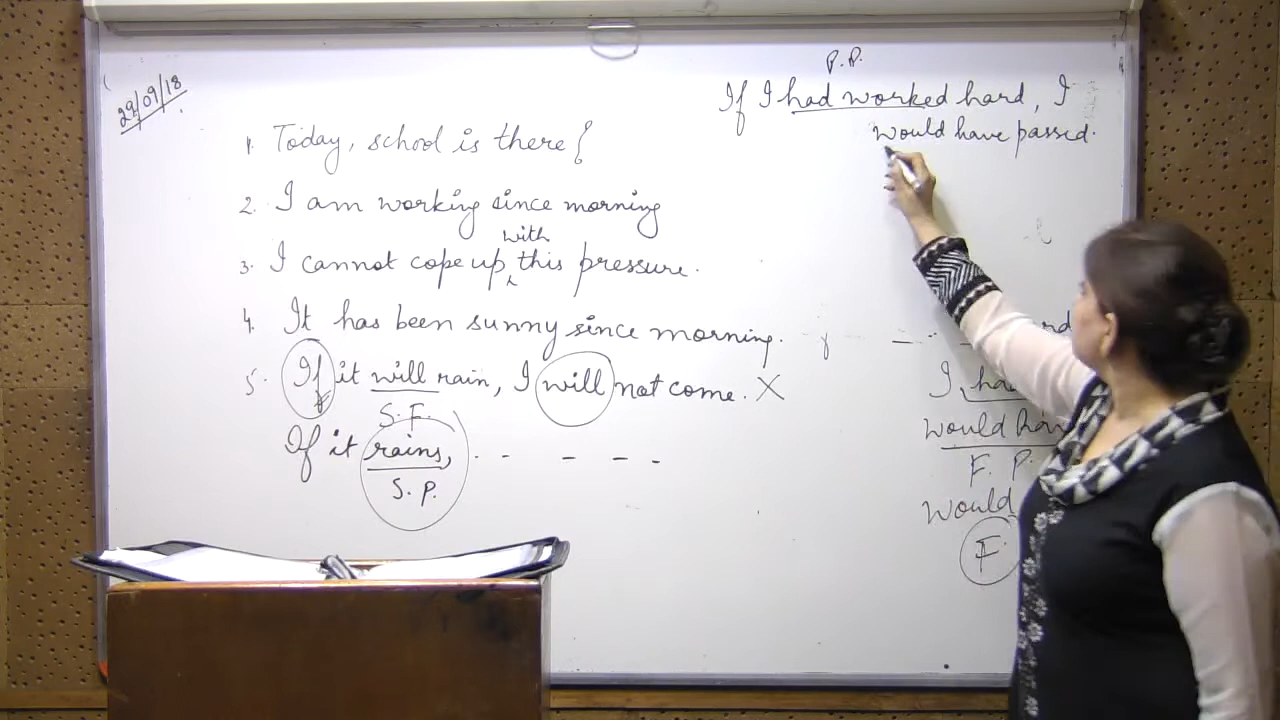 29/09/18
1. Today, school is there {
2. I am working since morning
with
3. I cannot cope up ^ this pressure.
4. It has been sunny since morning.
5. If it will rain, I will not come. X
S. F.
If it rains, . . - - - -
S. P.
P. P.
If I had worked hard, I
would have passed.
I
would
F. P.
would
F.